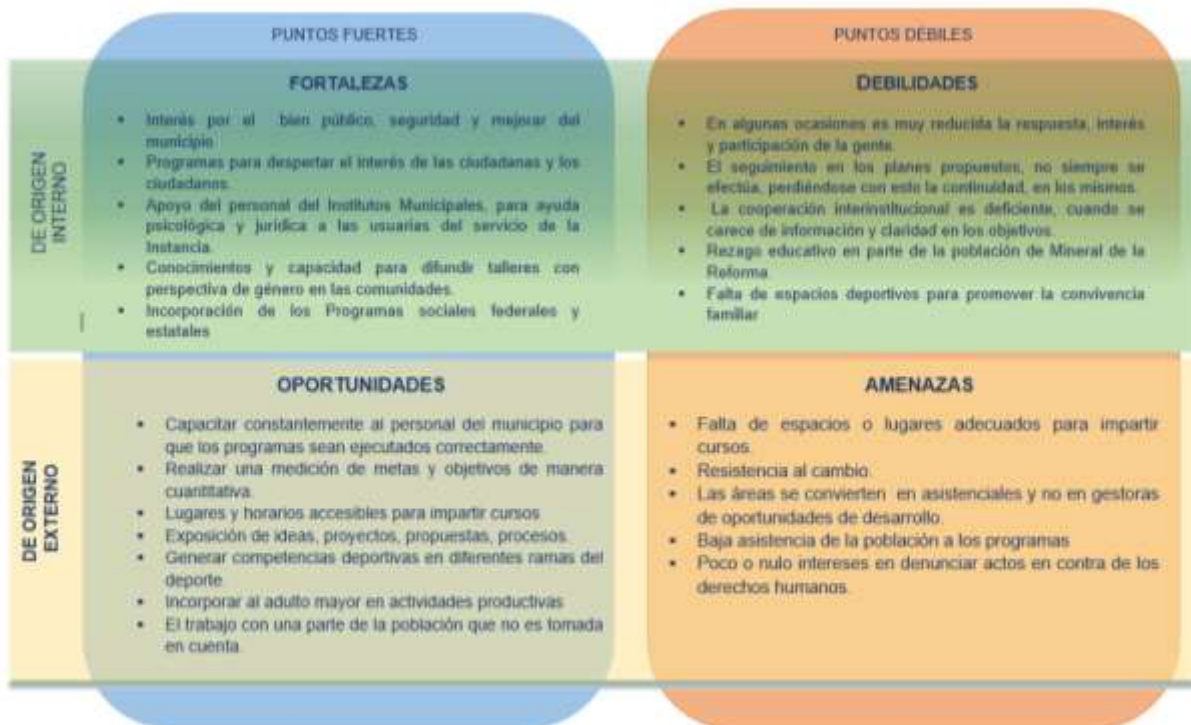 PUNTOS FUERTES
PUNTOS DÉBILES
DE ORIGEN
INTERNO
FORTALEZAS
• Interés por el bien público, seguridad y mejorar del
municipio
• Programas para despertar el interés de las ciudadanas y los
ciudadanos.
• Apoyo del personal del Institutos Municipales, para ayuda
psicológica y jurídica a las usuarias del servicio de la
Instancia.
• Conocimientos y capacidad para difundir talleres con
perspectiva de género en las comunidades.
• Incorporación de los Programas sociales federales y
estatales
DEBILIDADES
• En algunas ocasiones es muy reducida la respuesta, interés
y participación de la gente.
• El seguimiento en los planes propuestos, no siempre se
efectúa, perdiéndose con esto la continuidad, en los mismos.
• La cooperación interinstitucional es deficiente, cuando se
carece de información y claridad en los objetivos.
• Rezago educativo en parte de la población de Mineral de la
Reforma
• Falta de espacios deportivos para promover la convivencia
familiar
DE ORIGEN
EXTERNO
OPORTUNIDADES
• Capacitar constantemente al personal del municipio para
que los programas sean ejecutados correctamente.
• Realizar una medición de metas y objetivos de manera
cuantitativa.
• Lugares y horarios accesibles para impartir cursos
• Exposición de ideas, proyectos, propuestas, procesos.
• Generar competencias deportivas en diferentes ramas del
deporte.
• Incorporar al adulto mayor en actividades productivas
• El trabajo con una parte de la población que no es tomada
en cuenta.
AMENAZAS
• Falta de espacios o lugares adecuados para impartir
cursos.
• Resistencia al cambio.
• Las áreas se convierten en asistenciales y no en gestoras
de oportunidades de desarrollo.
• Baja asistencia de la población a los programas
• Poco o nulo intereses en denunciar actos en contra de los
derechos humanos.